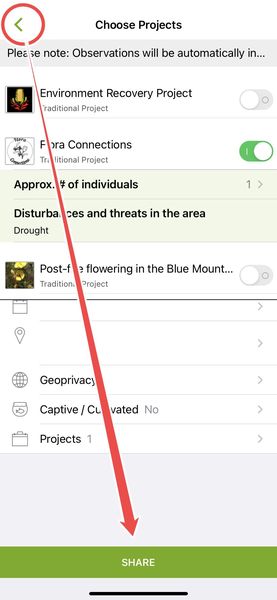 Choose Projects
Please note: Observations will be automatically in...
Environment Recovery Project
Traditional Project
Flora Connections
Traditional Project
Approx. # of individuals 1
Disturbances and threats in the area
Drought
Post-fire flowering in the Blue Mount...
Traditional Project
Geoprivacy
Captive / Cultivated No
Projects 1
SHARE